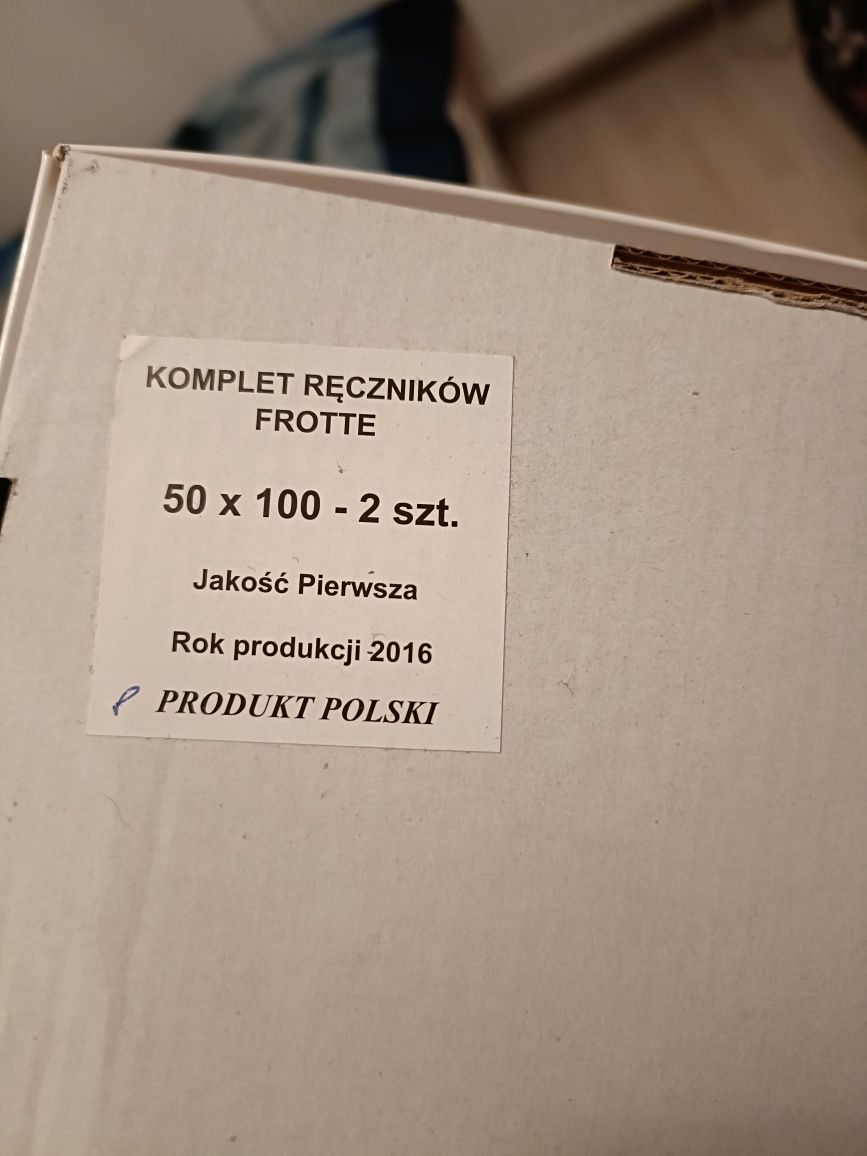 KOMPLET RĘCZNIKÓW
FROTTE
50 x 100 - 2 szt.
Jakość Pierwsza
Rok produkcji 2016
PRODUKT POLSKI